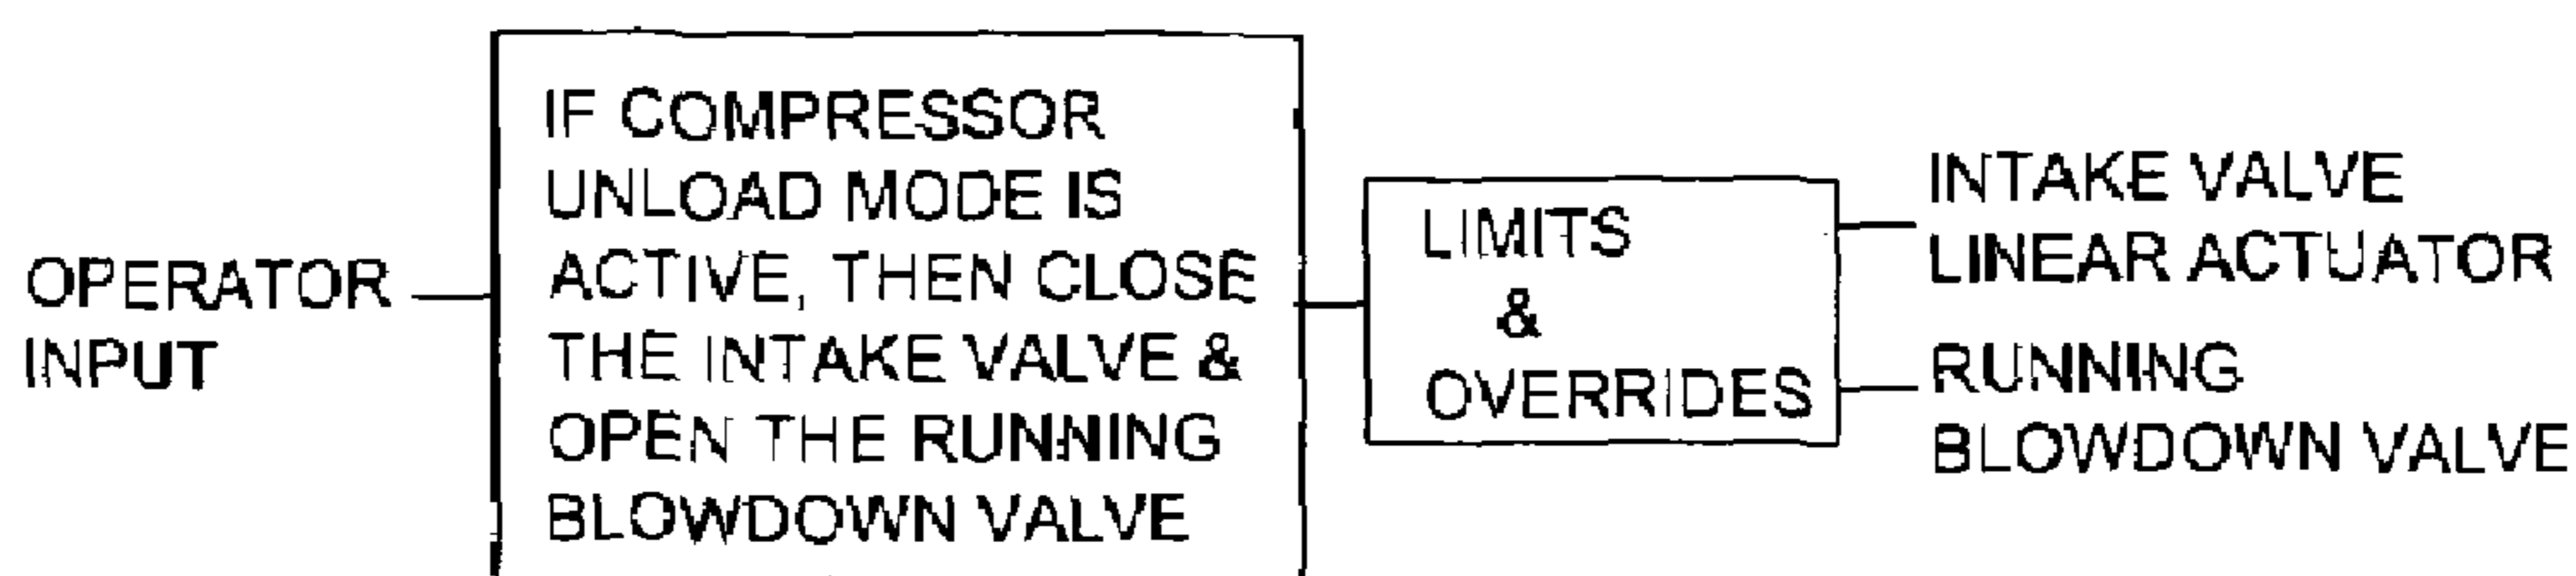 OPERATOR
INPUT
IF COMPRESSOR
UNLOAD MODE IS
ACTIVE, THEN CLOSE
THE INTAKE VALVE &
OPEN THE RUNNING
BLOWDOWN VALVE
LIMITS
&
OVERRIDES
INTAKE VALVE
LINEAR ACTUATOR
RUNNING
BLOWDOWN VALVE